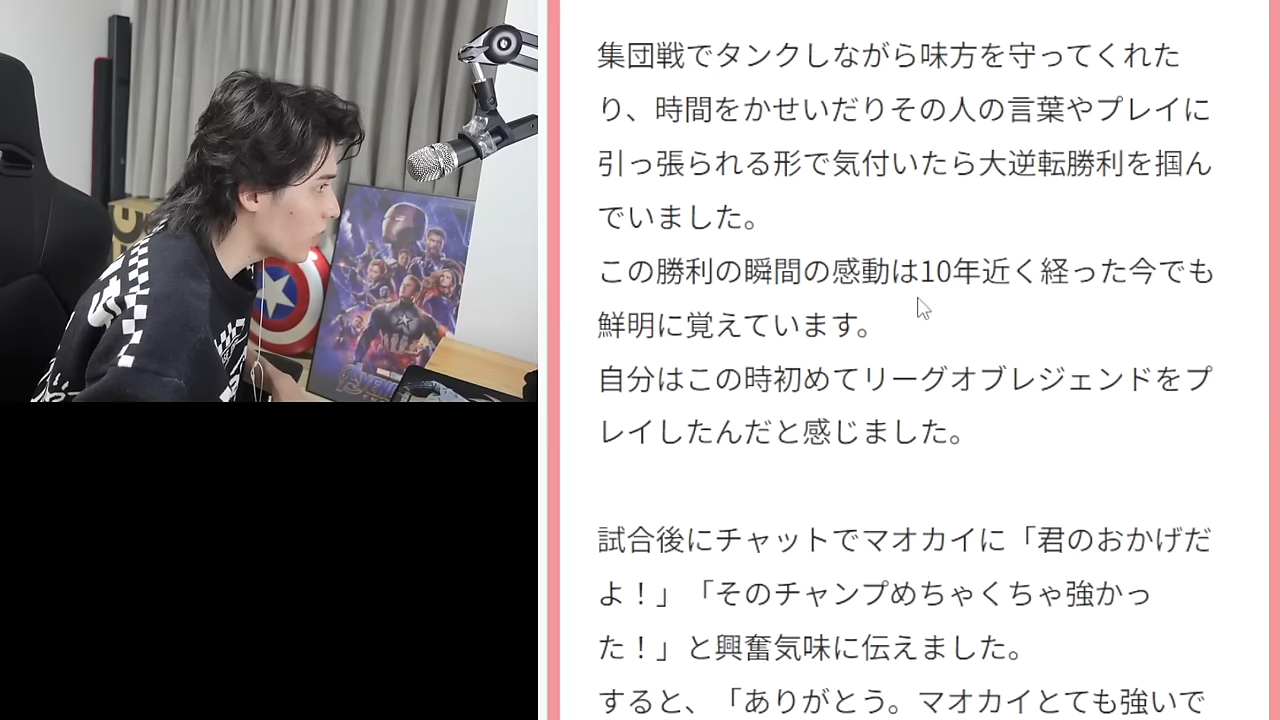 集団戦でタンクしながら味方を守ってくれた
り、時間をかせいだりその人の言葉やプレイに
引っ張られる形で気付いたら大逆転勝利を掴ん
でいました。
この勝利の瞬間の感動は10年近く経った今でも
鮮明に覚えています。
自分はこの時初めてリーグオブレジェンドをプ
レイしたんだと感じました。
試合後にチャットでマオカイに「君のおかげだ
よ！」「そのチャンプめちゃくちゃ強かっ
た！」と興奮気味に伝えました。
すると、「ありがとう。マオカイとても強いで